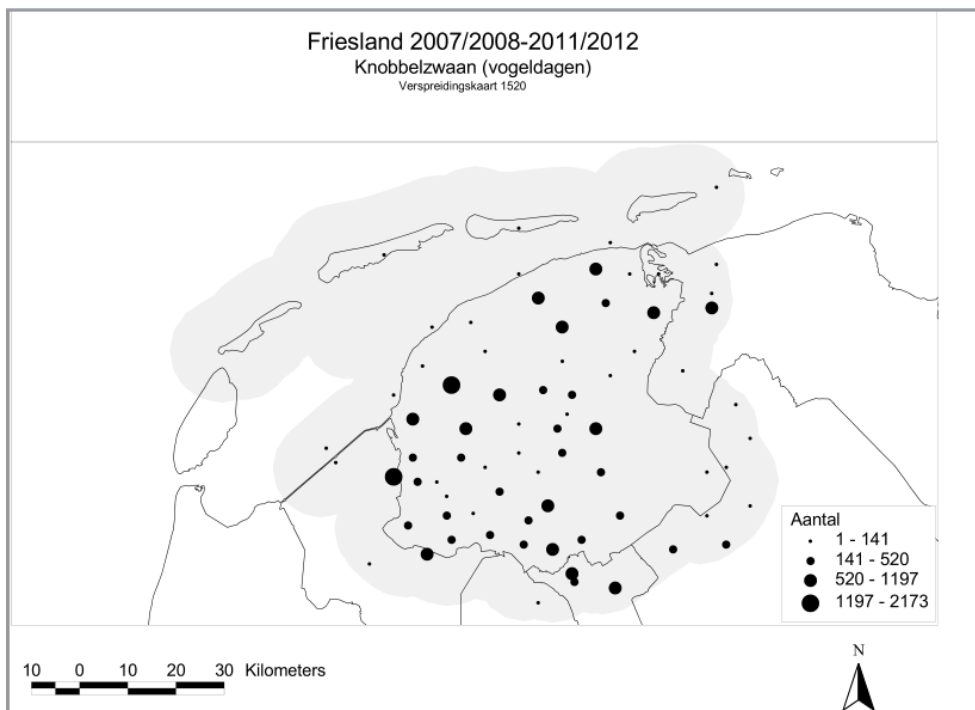 Friesland 2007/2008-2011/2012
Knobbelzwaan (vogeldagen)
Verspreidingskaart 1520
Aantal
1 - 141
141 - 520
520 - 1197
1197 - 2173
10 0 10 20 30 Kilometers
N